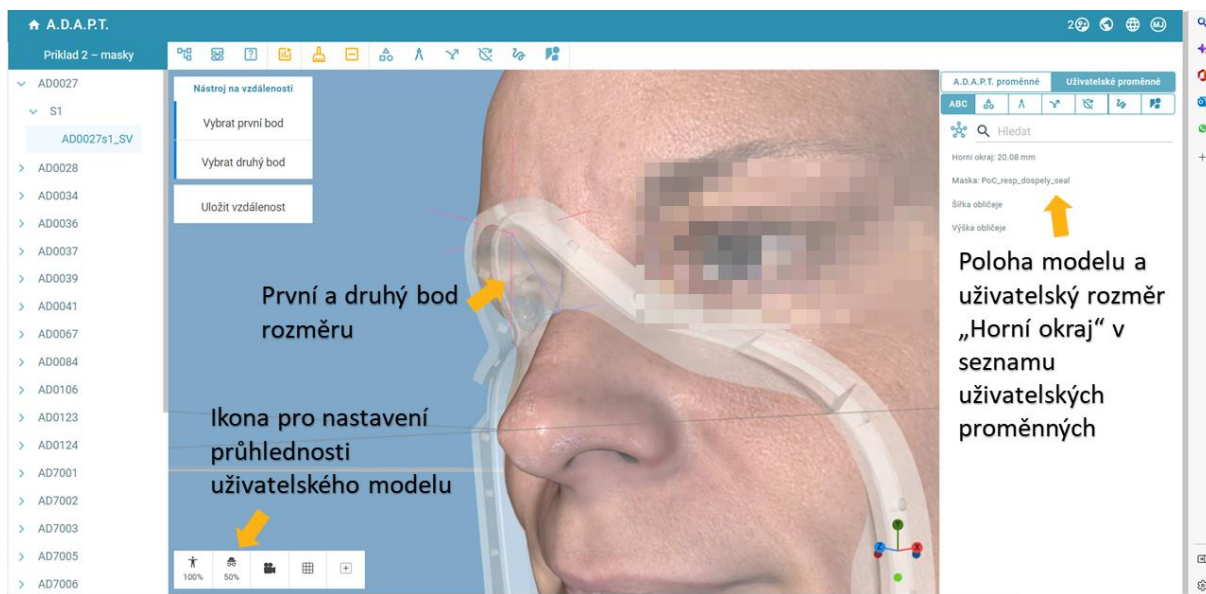 A.D.A.P.T.
2
MJ
Priklad 2 – masky
AD0027
S1
AD0027s1_SV
AD0028
AD0034
AD0036
AD0037
AD0039
AD0041
AD0067
AD0084
AD0106
AD0123
AD0124
AD7001
AD7002
AD7003
AD7005
AD7006
Nástroj na vzdálenosti
Vybrat první bod
Vybrat druhý bod
Uložit vzdálenost
První a druhý bod
rozměru
Ikona pro nastavení
průhlednosti
uživatelského modelu
100%
50%
Y
Z
X
A.D.A.P.T. proměnné
Uživatelské proměnné
ABC
Hledat
Horni okraj: 20.08 mm
Maska: PoC_resp_dospely_seal
Šířka obličeje
Výška obličeje
Poloha modelu a
uživatelský rozměr
„Horní okraj“ v
seznamu
uživatelských
proměnných